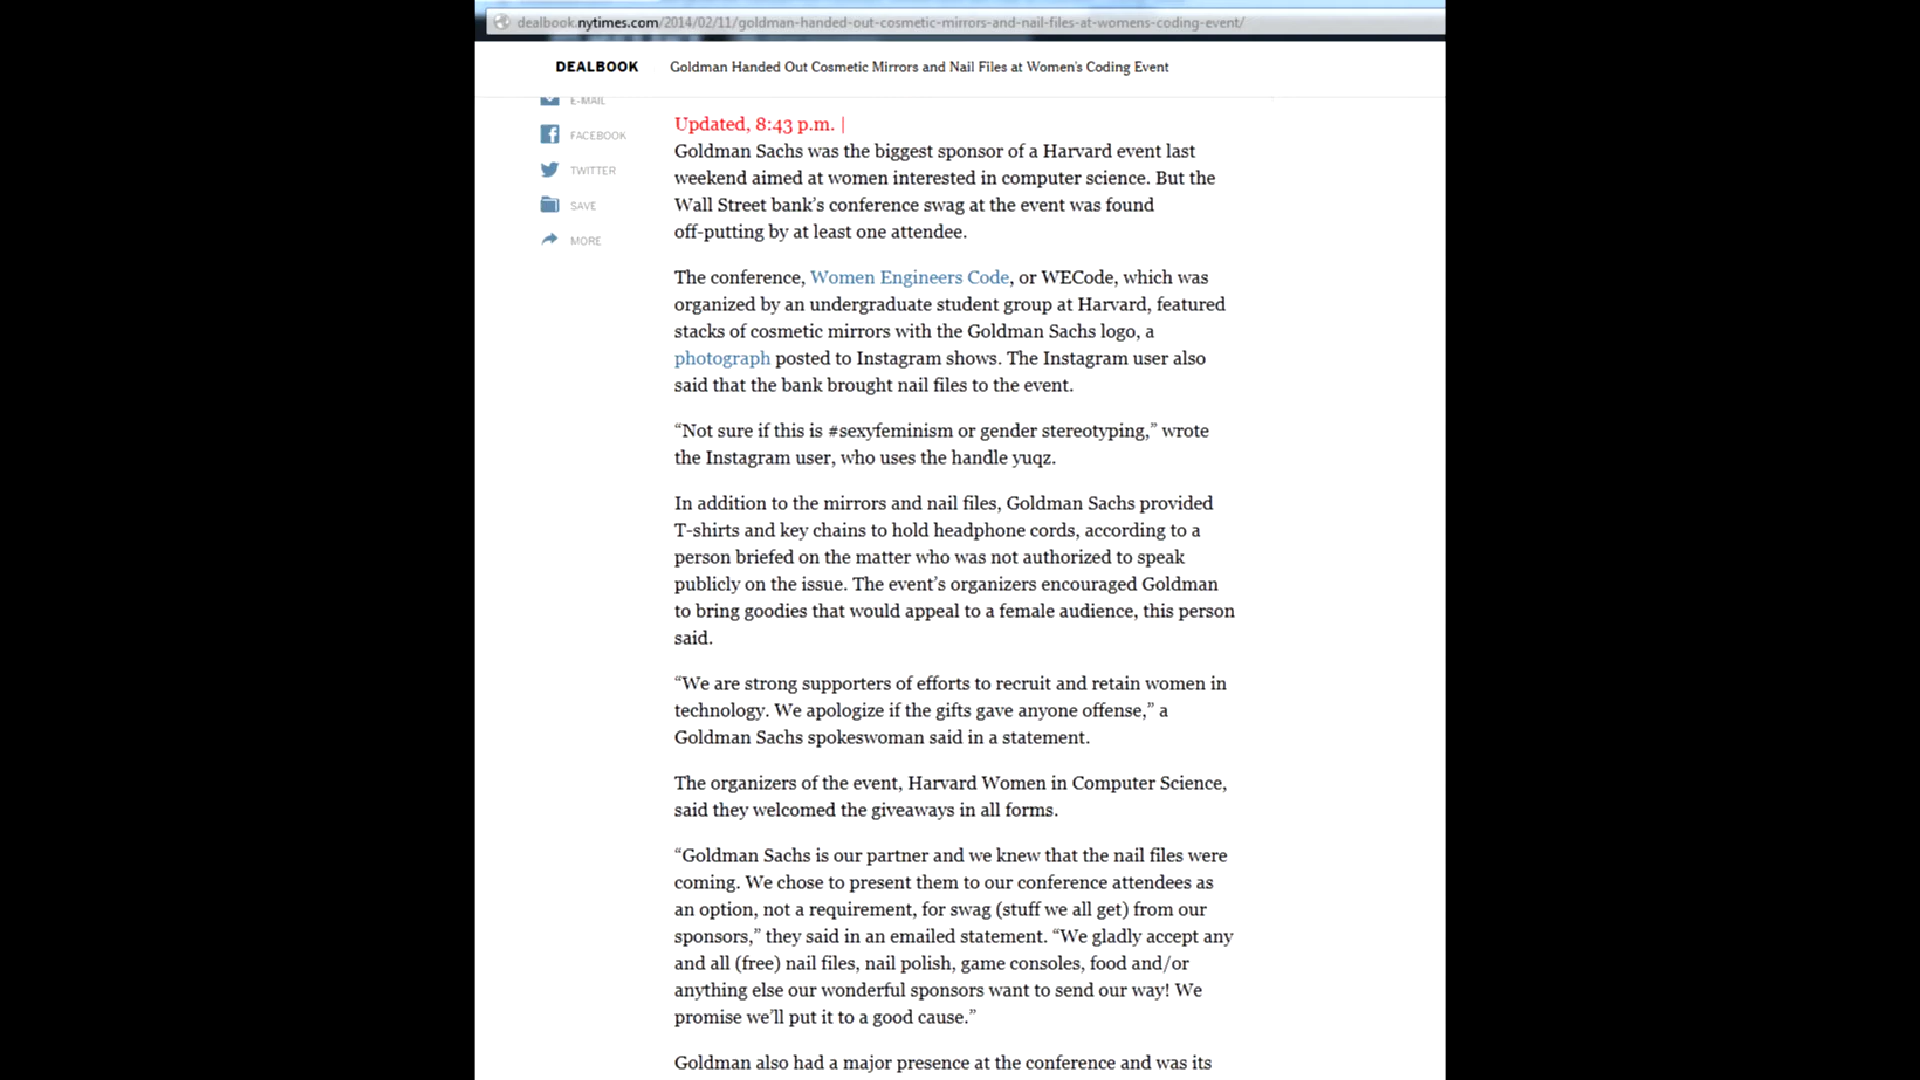 dealbook.nytimes.com/2014/02/11/goldman-handed-out-cosmetic-mirrors-and-nail-files-at-womens-coding-event/
DEALBOOK Goldman Handed Out Cosmetic Mirrors and Nail Files at Women's Coding Event
E-MAIL
FACEBOOK
TWITTER
SAVE
MORE
Updated, 8:43 p.m. |
Goldman Sachs was the biggest sponsor of a Harvard event last
weekend aimed at women interested in computer science. But the
Wall Street bank’s conference swag at the event was found
off-putting by at least one attendee.
The conference, Women Engineers Code, or WECode, which was
organized by an undergraduate student group at Harvard, featured
stacks of cosmetic mirrors with the Goldman Sachs logo, a
photograph posted to Instagram shows. The Instagram user also
said that the bank brought nail files to the event.
“Not sure if this is #sexyfeminism or gender stereotyping,” wrote
the Instagram user, who uses the handle yuqz.
In addition to the mirrors and nail files, Goldman Sachs provided
T-shirts and key chains to hold headphone cords, according to a
person briefed on the matter who was not authorized to speak
publicly on the issue. The event’s organizers encouraged Goldman
to bring goodies that would appeal to a female audience, this person
said.
“We are strong supporters of efforts to recruit and retain women in
technology. We apologize if the gifts gave anyone offense,” a
Goldman Sachs spokeswoman said in a statement.
The organizers of the event, Harvard Women in Computer Science,
said they welcomed the giveaways in all forms.
“Goldman Sachs is our partner and we knew that the nail files were
coming. We chose to present them to our conference attendees as
an option, not a requirement, for swag (stuff we all get) from our
sponsors,” they said in an emailed statement. “We gladly accept any
and all (free) nail files, nail polish, game consoles, food and/or
anything else our wonderful sponsors want to send our way! We
promise we’ll put it to a good cause.”
Goldman also had a major presence at the conference and was its